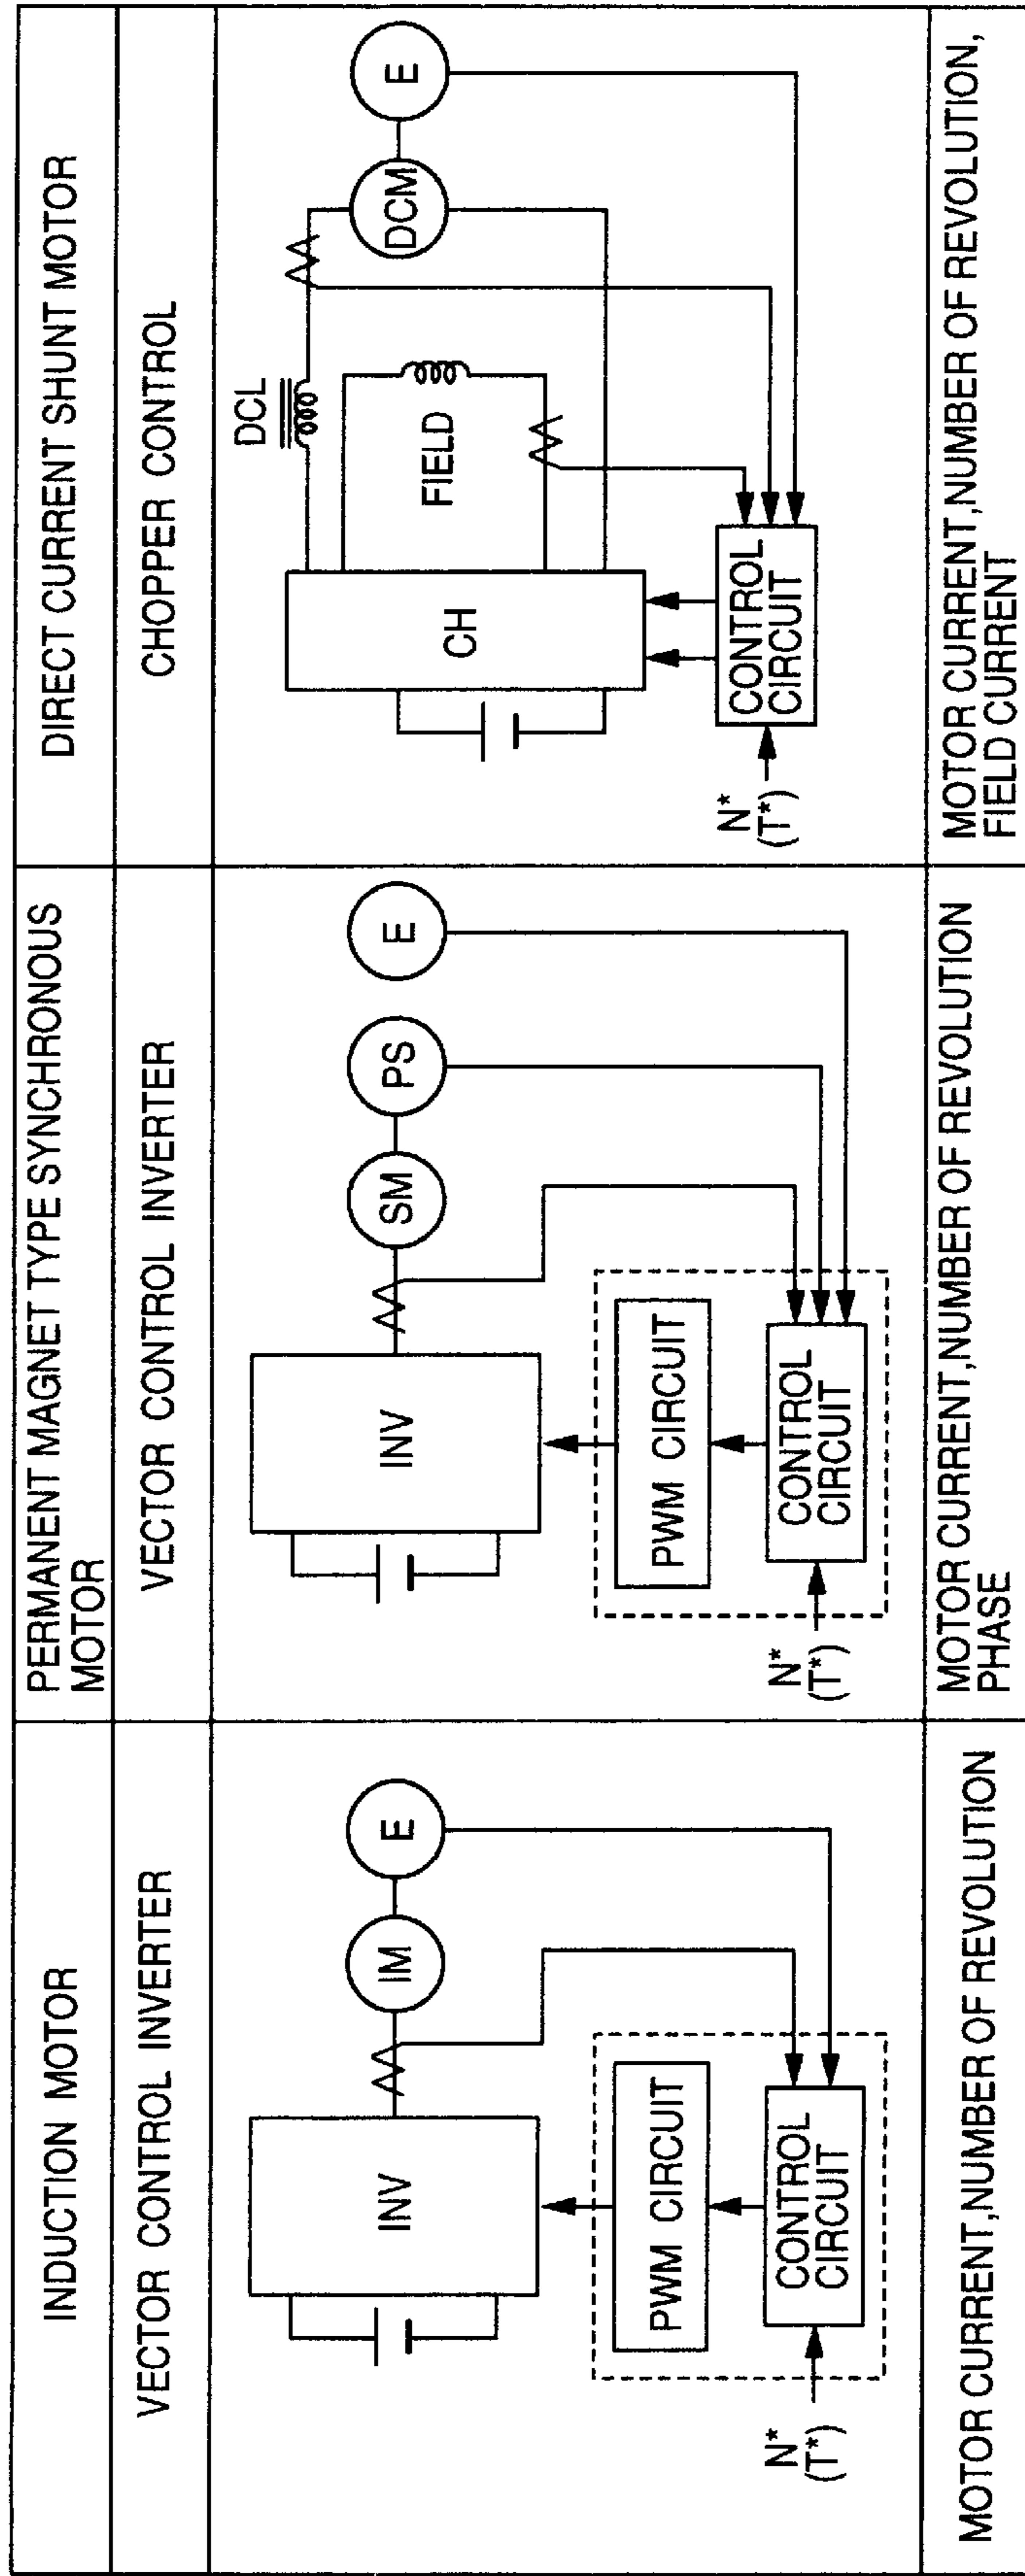 INDUCTION MOTOR
PERMANENT MAGNET TYPE SYNCHRONOUS
MOTOR
DIRECT CURRENT SHUNT MOTOR
VECTOR CONTROL INVERTER
VECTOR CONTROL INVERTER
CHOPPER CONTROL
INV
IM
E
PWM CIRCUIT
CONTROL
CIRCUIT
N*
(T*)
INV
SM
PS
E
PWM CIRCUIT
CONTROL
CIRCUIT
N*
(T*)
DCL
CH
FIELD
DCM
E
CONTROL
CIRCUIT
N*
(T*)
MOTOR CURRENT,NUMBER OF REVOLUTION
MOTOR CURRENT,NUMBER OF REVOLUTION
PHASE
MOTOR CURRENT,NUMBER OF REVOLUTION,
FIELD CURRENT